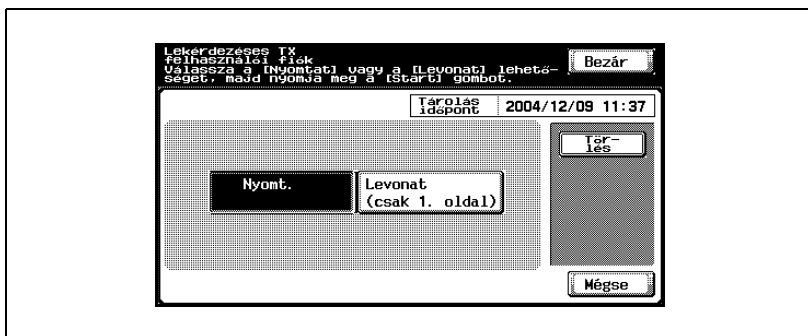 Lekérdezéses TX
felhasználói fiók
Válassza a [Nyomtat] vagy a [Levonat] lehető-
séget, majd nyomja meg a [Start] gombot.
Bezár
Tárolás
időpont
2004/12/09 11:37
Tör-
lés
Nyomt.
Levonat
(csak 1. oldal)
Mégse